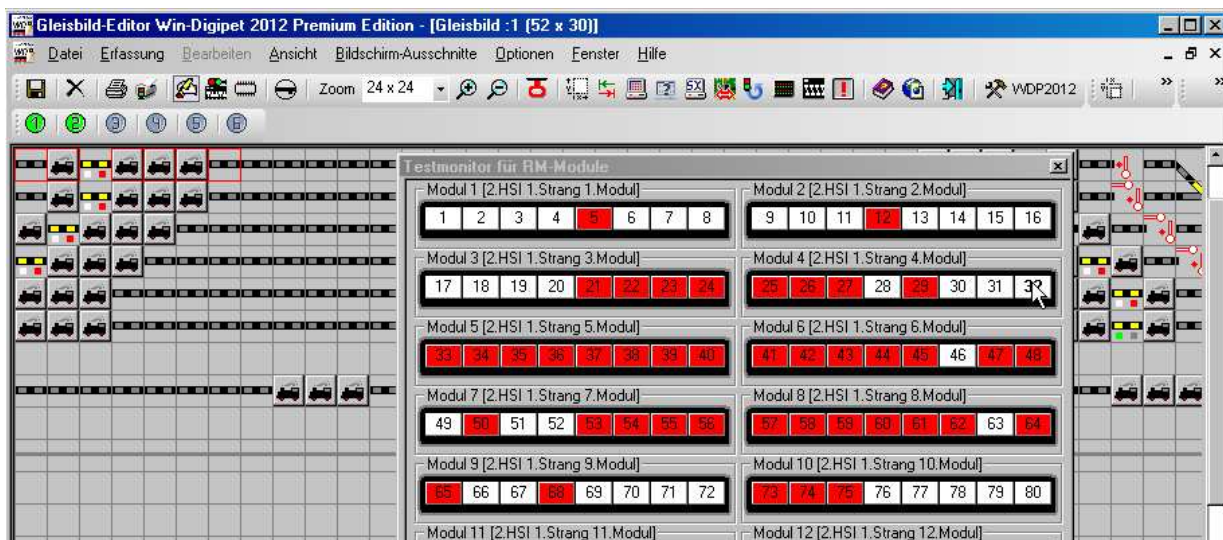 Gleisbild-Editor Win-Digipet 2012 Premium Edition - [Gleisbild :1 (52 x 30)]
Datei Erfassung Bearbeiten Ansicht Bildschirm-Ausschnitte Optionen Fenster Hilfe
Zoom 24 x 24 WDP2012 »  »
1 2 3 4 5 6
Testmonitor für RM-Module
Modul 1 [2.HSI 1.Strang 1.Modul] Modul 2 [2.HSI 1.Strang 2.Modul]
1 2 3 4 5 6 7 8 9 10 11 12 13 14 15 16
Modul 3 [2.HSI 1.Strang 3.Modul] Modul 4 [2.HSI 1.Strang 4.Modul]
17 18 19 20 21 22 23 24 25 26 27 28 29 30 31
Modul 5 [2.HSI 1.Strang 5.Modul] Modul 6 [2.HSI 1.Strang 6.Modul]
33 34 35 36 37 38 39 40 41 42 43 44 45 46 47 48
Modul 7 [2.HSI 1.Strang 7.Modul] Modul 8 [2.HSI 1.Strang 8.Modul]
49 50 51 52 53 54 55 56 57 58 59 60 61 62 63 64
Modul 9 [2.HSI 1.Strang 9.Modul] Modul 10 [2.HSI 1.Strang 10.Modul]
65 66 67 68 69 70 71 72 73 74 75 76 77 78 79 80
Modul 11 [2.HSI 1.Strang 11.Modul] Modul 12 [2.HSI 1.Strang 12.Modul]